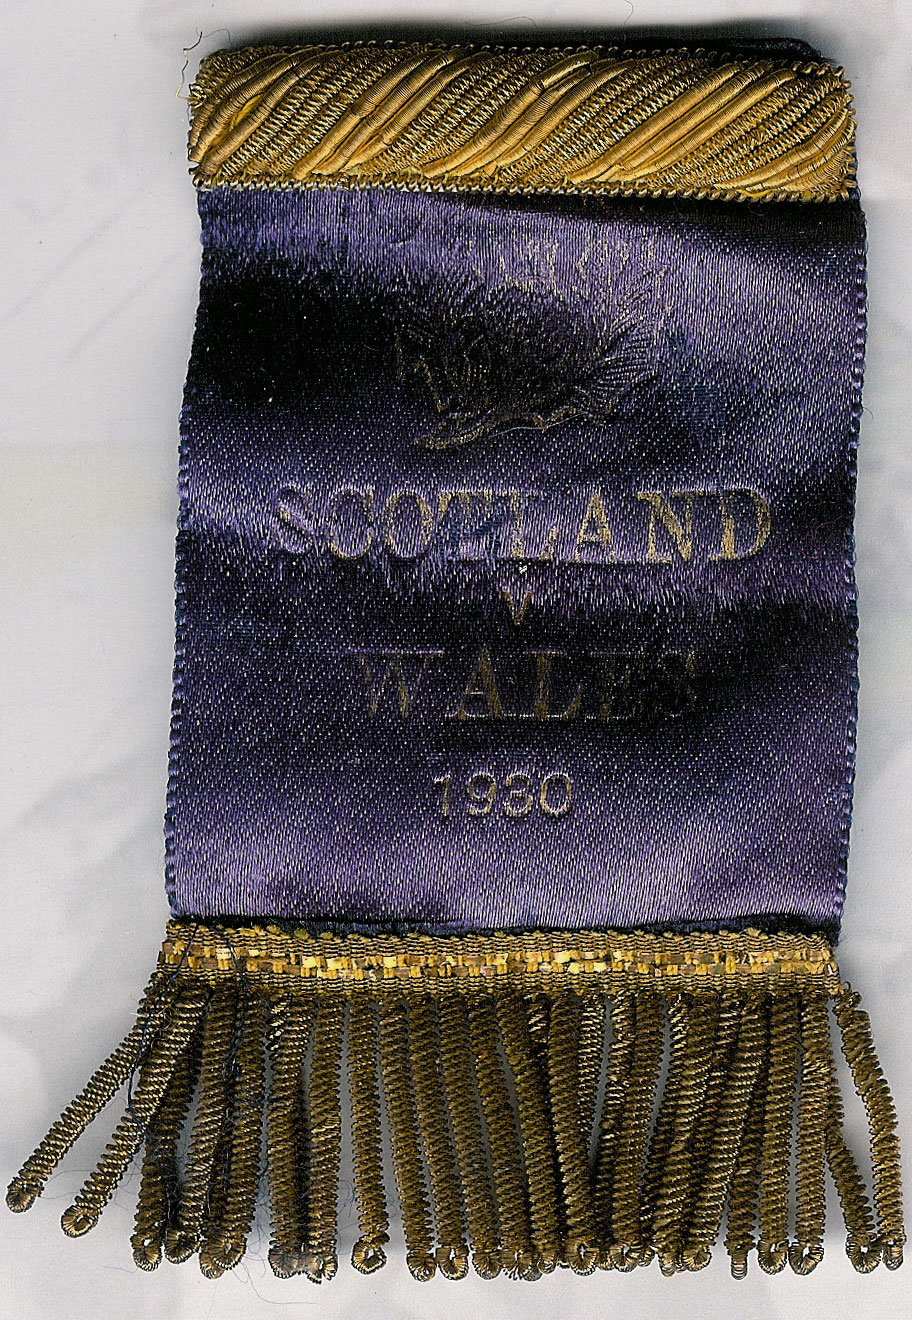 SCOTLAND
v
WALES
1930